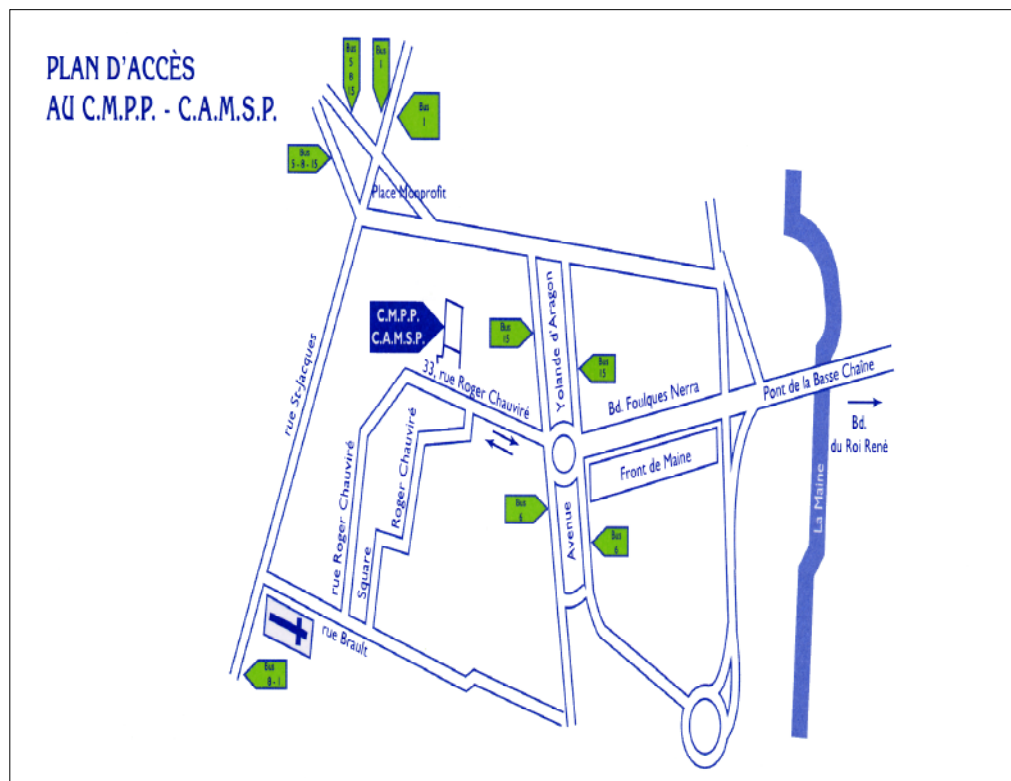 PLAN D'ACCÈS
AU C.M.P.P. - C.A.M.S.P.
Bus
5
8
15
Bus
1
Bus
1
Bus
5 - 8 - 15
Place Monprofit
C.M.P.P.
C.A.M.S.P.
33, rue Roger Chauviré
rue St-Jacques
Bus
15
Yolande d'Aragon
Bus
15
Bd. Foulques Nerra
Pont de la Basse Chaîne
Bd.
du Roi René
Front de Maine
La Maine
rue Roger Chauviré
Square
Roger Chauviré
Bus
6
Avenue
Bus
6
rue Brault
Bus
8 - 1